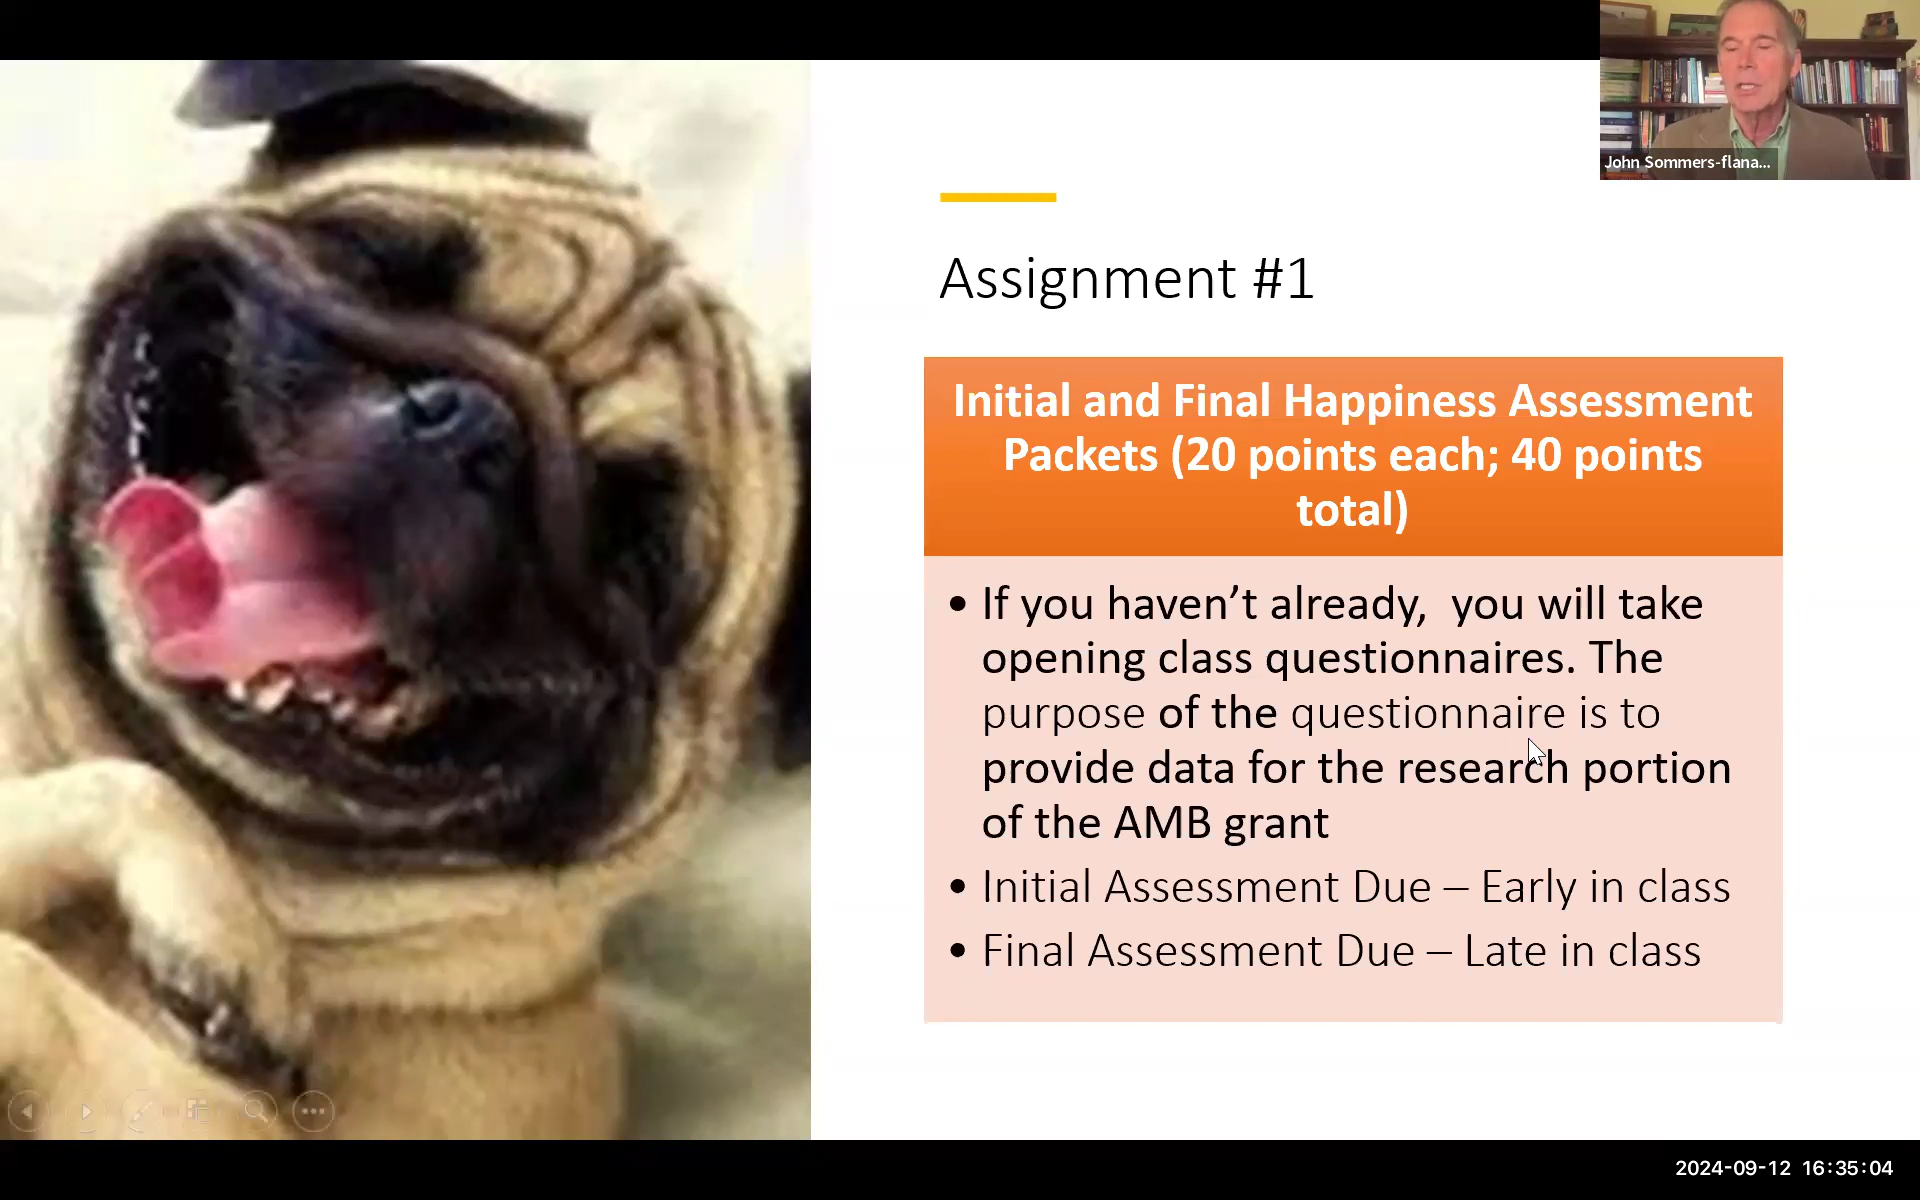 John Sommers-flana...
Assignment #1
Initial and Final Happiness Assessment
Packets (20 points each; 40 points
total)
• If you haven’t already,  you will take
opening class questionnaires. The
purpose of the questionnaire is to
provide data for the research portion
of the AMB grant
• Initial Assessment Due – Early in class
• Final Assessment Due – Late in class
2024-09-12 16:35:04